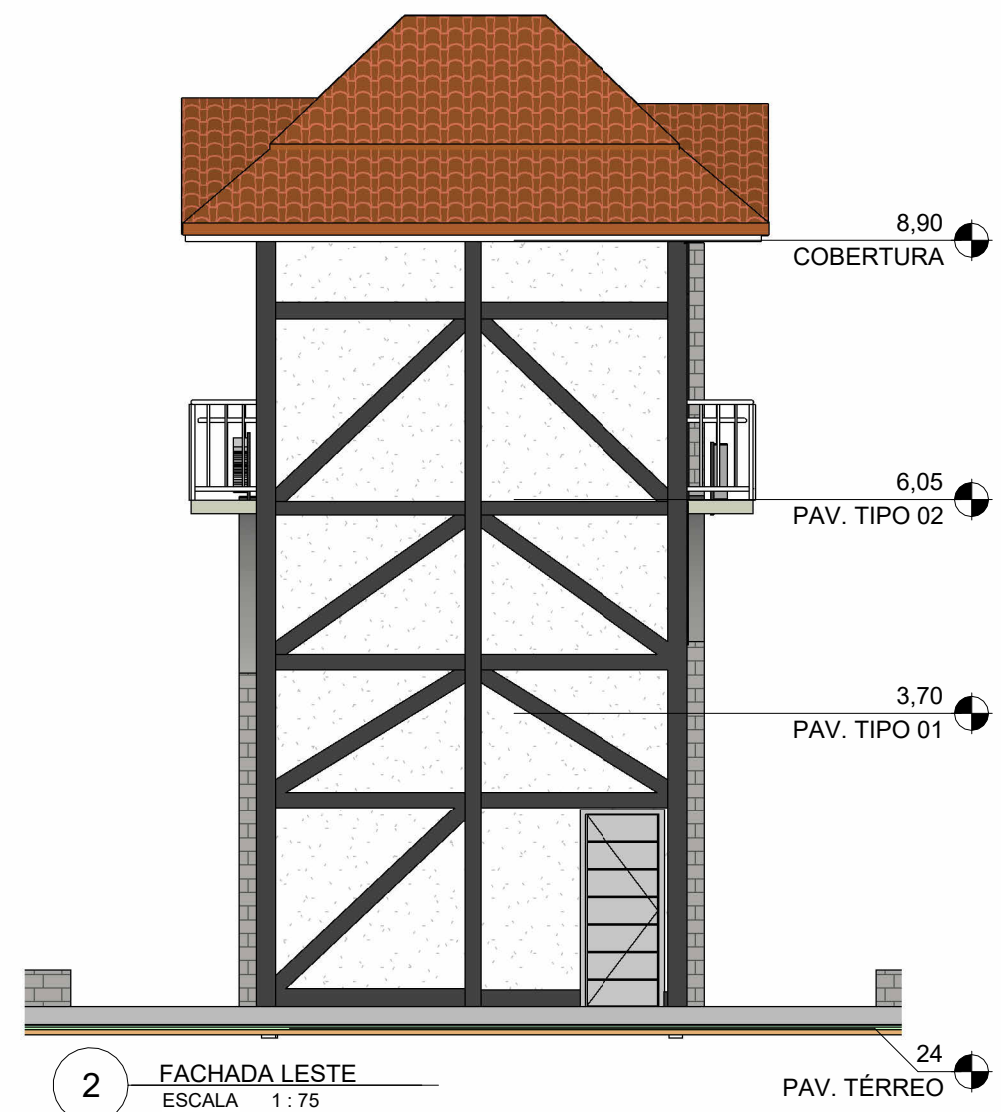 8,90
COBERTURA
6,05
PAV. TIPO 02
3,70
PAV. TIPO 01
24
PAV. TÉRREO
2
FACHADA LESTE
ESCALA 1 : 75